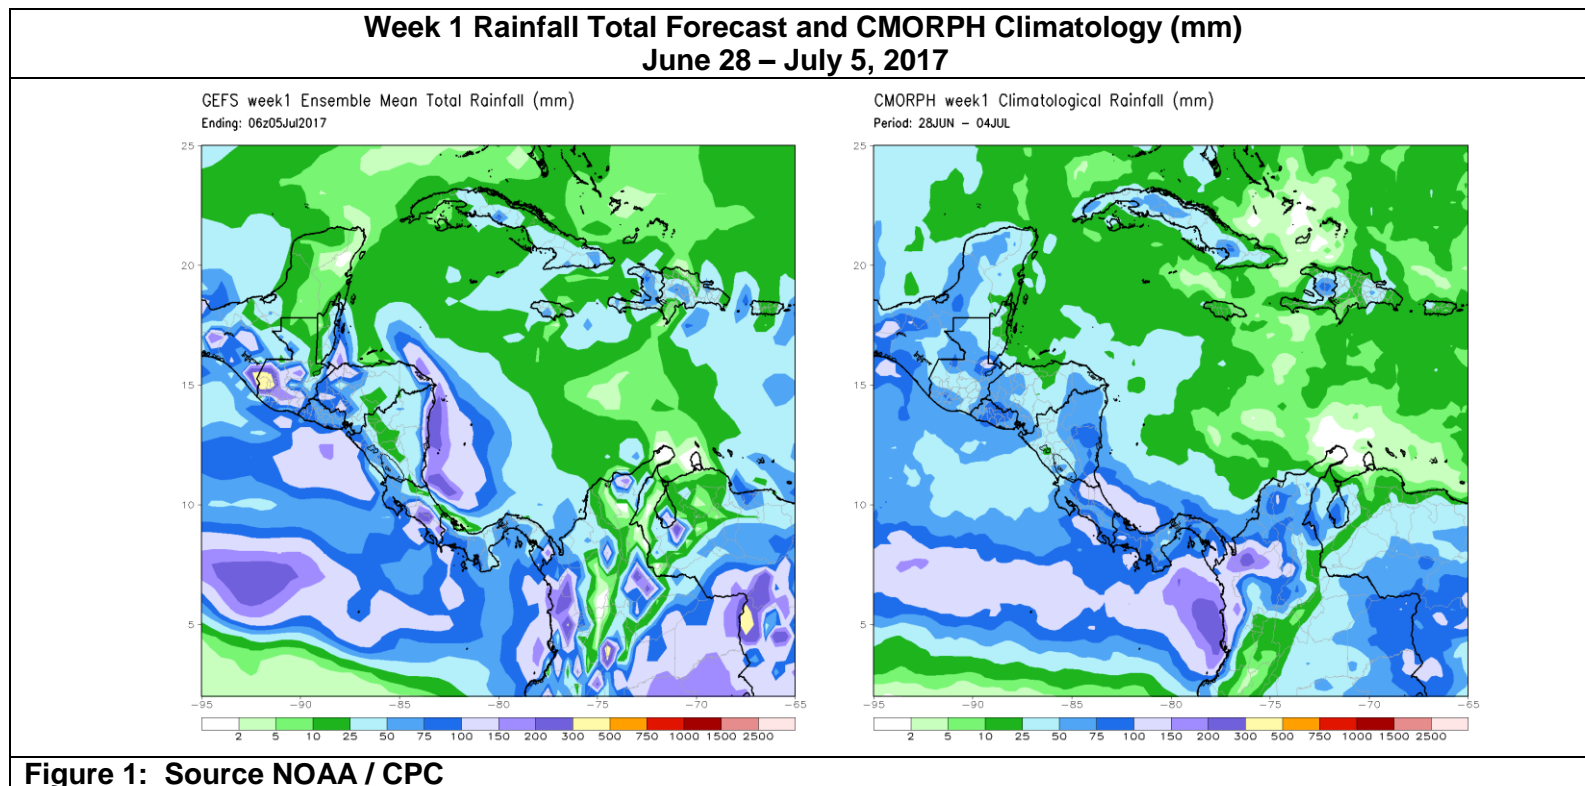 Week 1 Rainfall Total Forecast and CMORPH Climatology (mm)
June 28 – July 5, 2017
GEFS week1 Ensemble Mean Total Rainfall (mm)
Ending: 06z05Jul2017
25
20
15
10
5
-95
-90
-85
-80
-75
-70
-65
2 5 10 25 50 75 100 150 200 300 500 750 1000 1500 2500
CMORPH week1 Climatological Rainfall (mm)
Period: 28JUN – 04JUL
25
20
15
10
5
-95
-90
-85
-80
-75
-70
-65
2 5 10 25 50 75 100 150 200 300 500 750 1000 1500 2500
Figure 1: Source NOAA / CPC